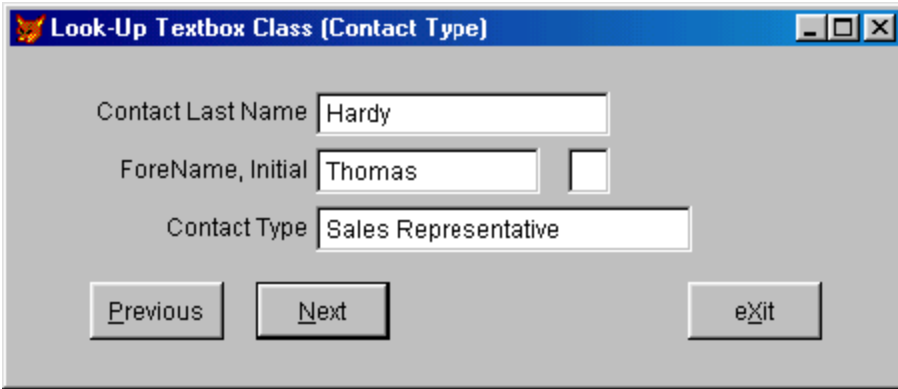 Look-Up Textbox Class (Contact Type)
Contact Last Name Hardy
ForeName, Initial Thomas
Contact Type Sales Representative
Previous Next eXit